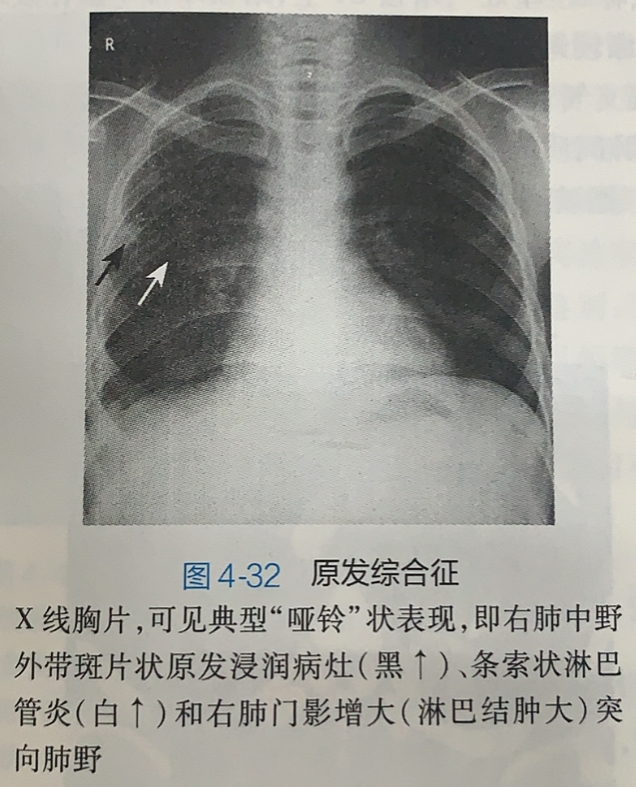 R
图 4-32 原发综合征
X 线胸片,可见典型“哑铃”状表现,即右肺中野
外带斑片状原发浸润病灶(黑↑)、条索状淋巴
管炎(白↑)和右肺门影增大(淋巴结肿大)突
向肺野